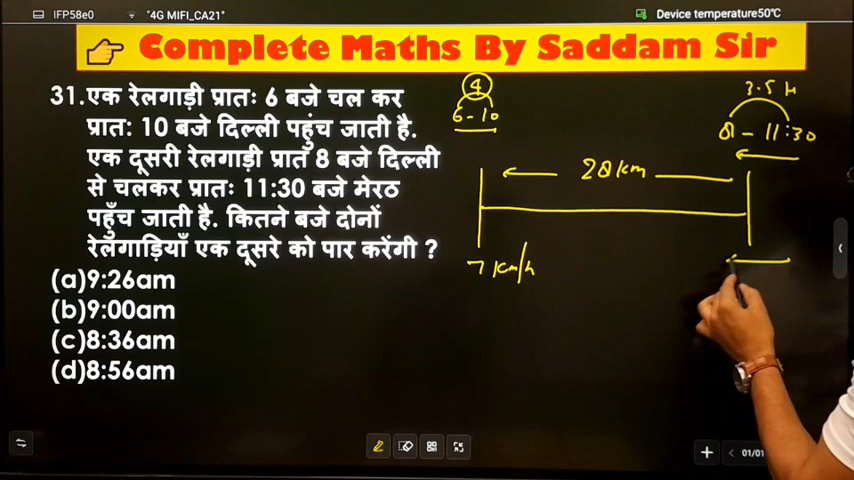 IFP58e0
"4G MIFI_CA21"
Device temperature50℃
Complete Maths By Saddam Sir
31.एक रेलगाड़ी प्रातः 6 बजे चल कर
प्रात: 10 बजे दिल्ली पहुंच जाती है.
एक दूसरी रेलगाड़ी प्रात 8 बजे दिल्ली
से चलकर प्रातः 11:30 बजे मेरठ
पहुँच जाती है. कितने बजे दोनों
रेलगाड़ियाँ एक दूसरे को पार करेंगी ?
(a)9:26am
(b)9:00am
(c)8:36am
(d)8:56am
4
6-10
3.5 H
8 - 11:30
28 km
7 km/h
01/01